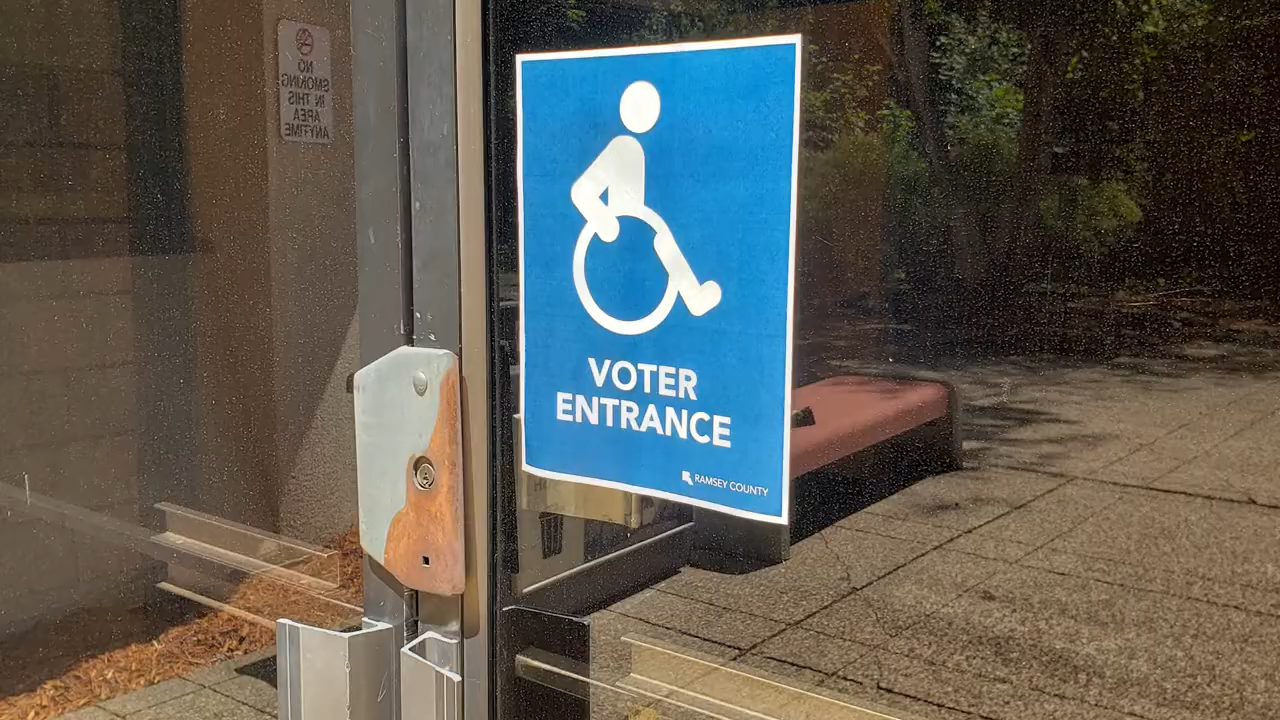 NO
SMOKING
IN THIS
AREA
ANYTIME
VOTER
ENTRANCE
RAMSEY COUNTY